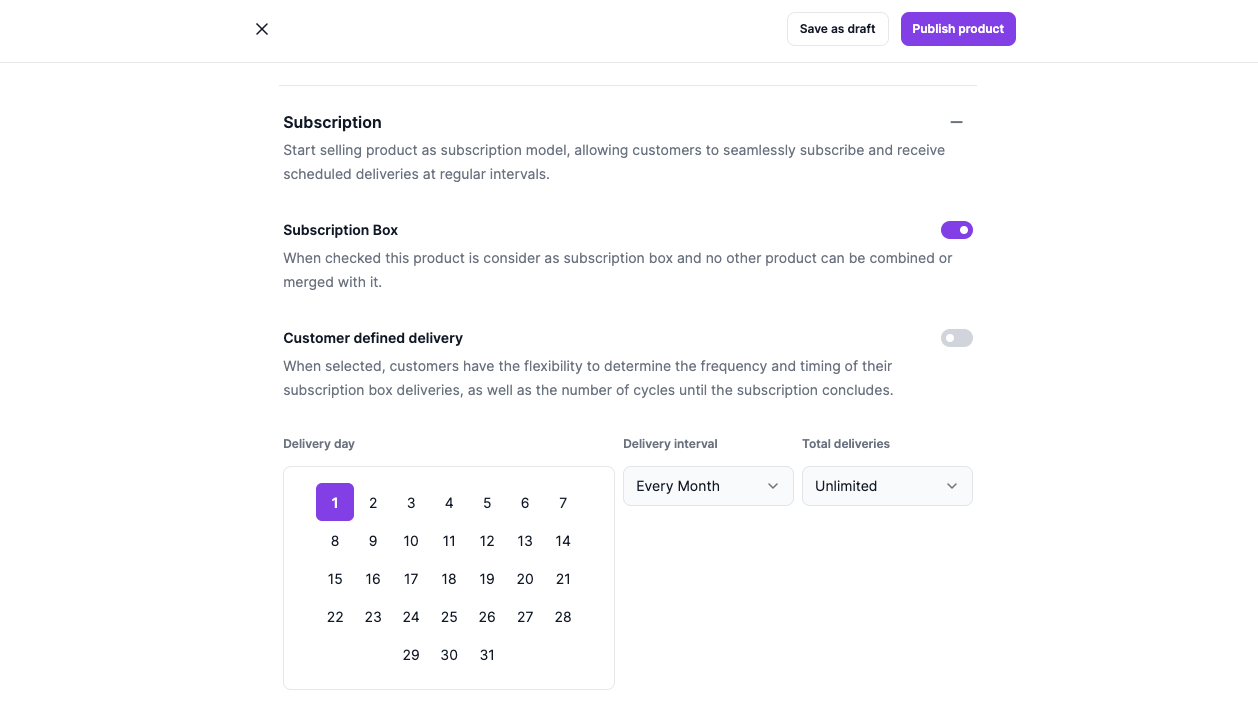 Save as draft
Publish product
Subscription
Start selling product as subscription model, allowing customers to seamlessly subscribe and receive
scheduled deliveries at regular intervals.
Subscription Box
When checked this product is consider as subscription box and no other product can be combined or
merged with it.
Customer defined delivery
When selected, customers have the flexibility to determine the frequency and timing of their
subscription box deliveries, as well as the number of cycles until the subscription concludes.
Delivery day
Delivery interval
Total deliveries
Every Month
Unlimited
1 2 3 4 5 6 7
8 9 10 11 12 13 14
15 16 17 18 19 20 21
22 23 24 25 26 27 28
29 30 31